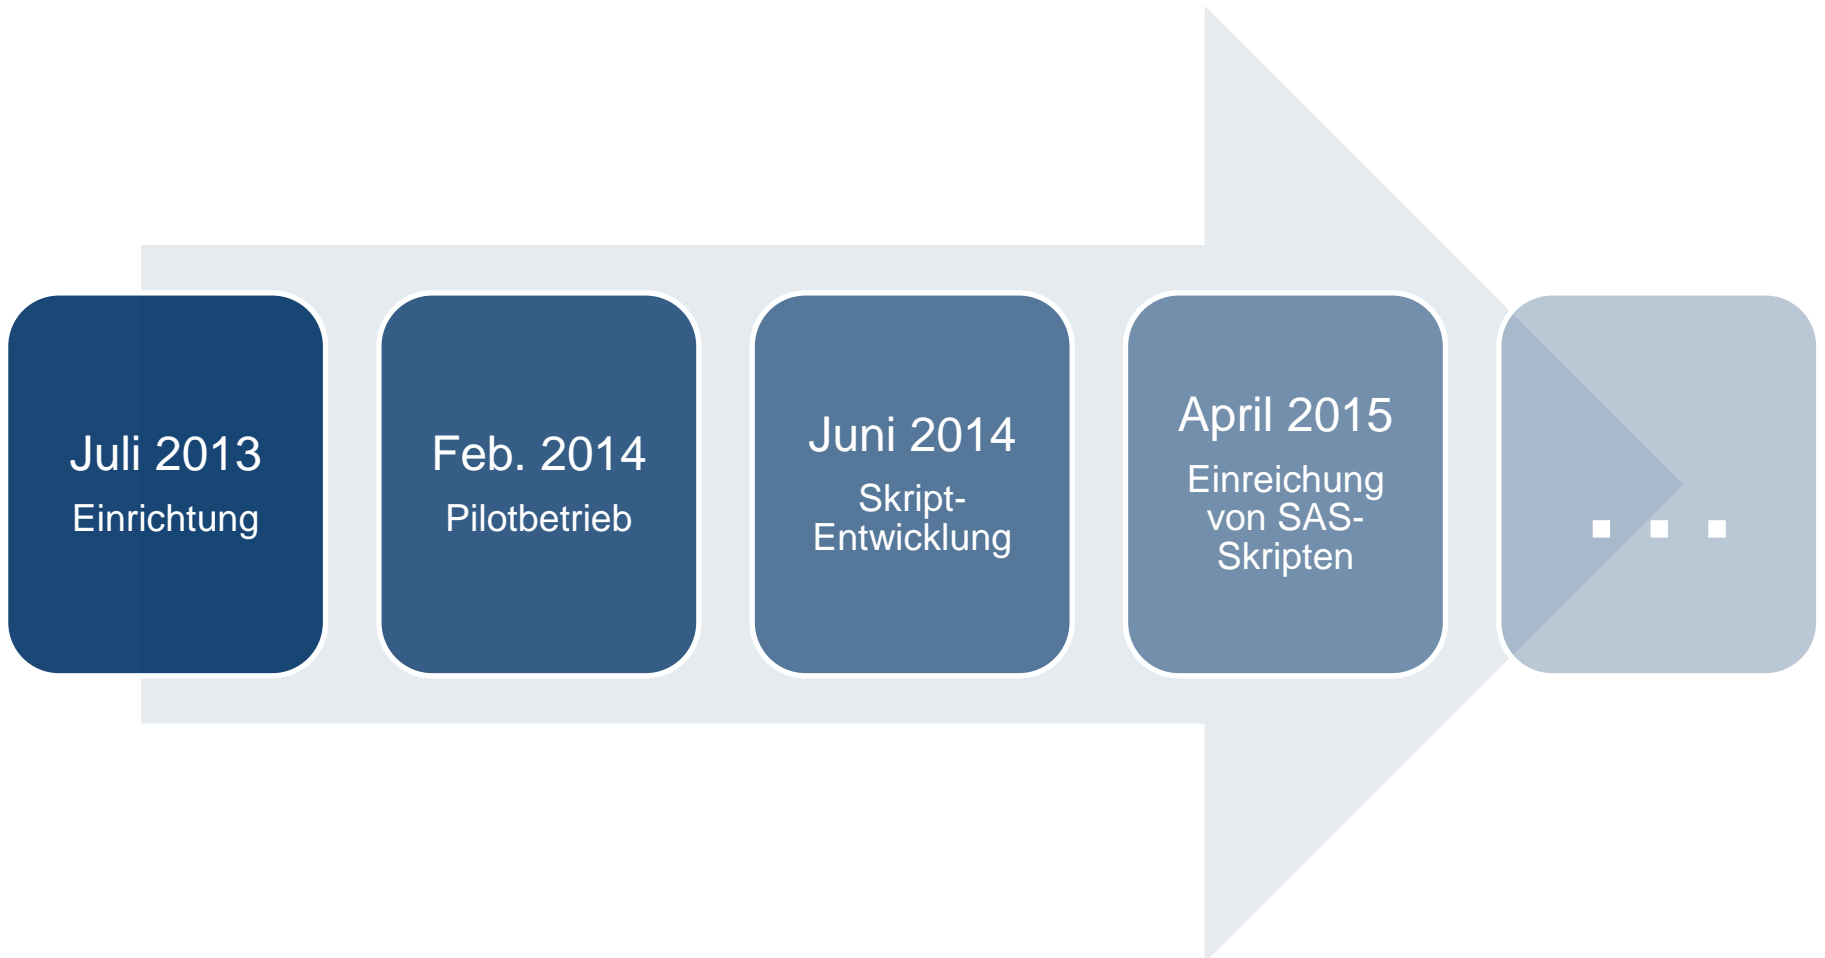 Juli 2013
Einrichtung
Feb. 2014
Pilotbetrieb
Juni 2014
Skript-
Entwicklung
April 2015
Einreichung
von SAS-
Skripten
...